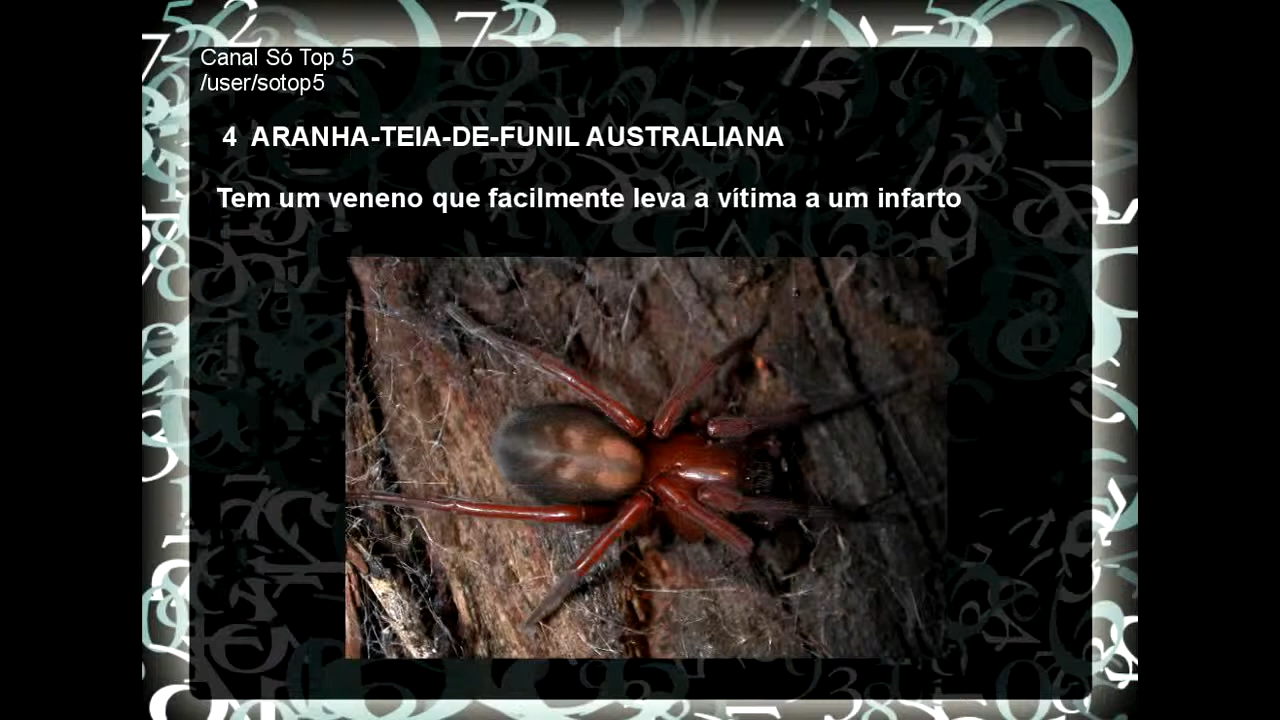 Canal Só Top 5
/user/sotop5
4 ARANHA-TEIA-DE-FUNIL AUSTRALIANA
Tem um veneno que facilmente leva a vítima a um infarto